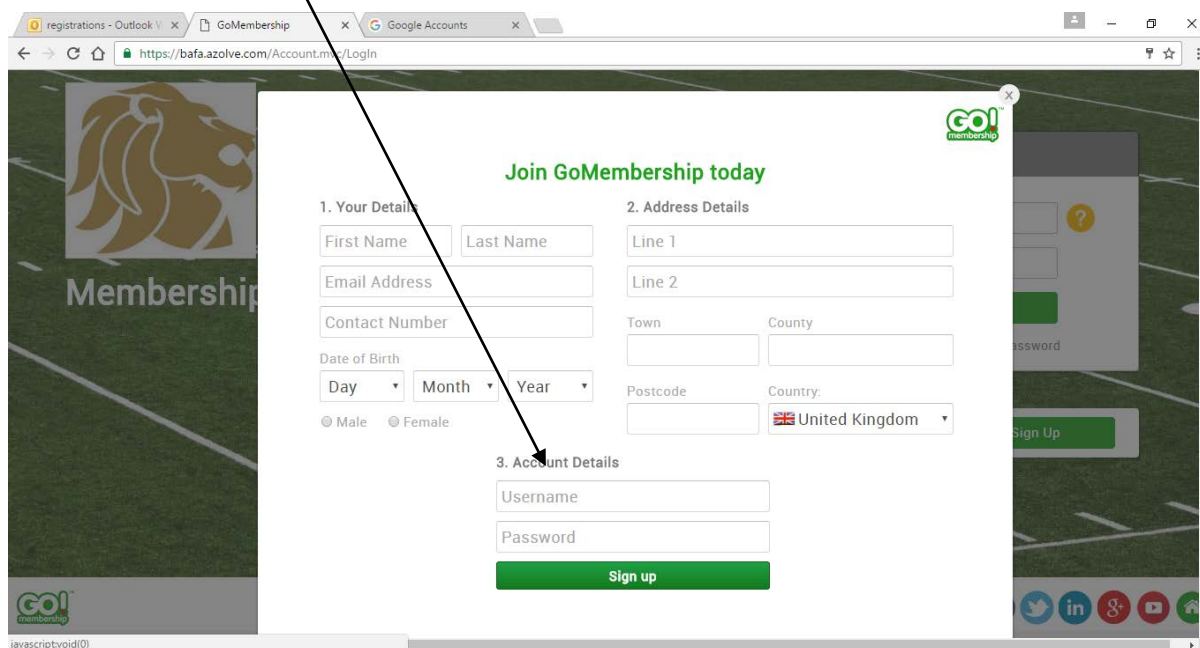 registrations - Outlook
GoMembership
Google Accounts
https://bafa.azolve.com/Account.mvc/LogIn
GO!
membership
Join GoMembership today
1. Your Details
2. Address Details
First Name
Last Name
Line 1
Email Address
Line 2
Membership
Contact Number
Town
County
Date of Birth
assword
Day
Month
Year
Postcode
Country:
Male
Female
United Kingdom
Sign Up
3. Account Details
Username
Password
Sign up
GO!
membership
in
g+
javascript:void(0)